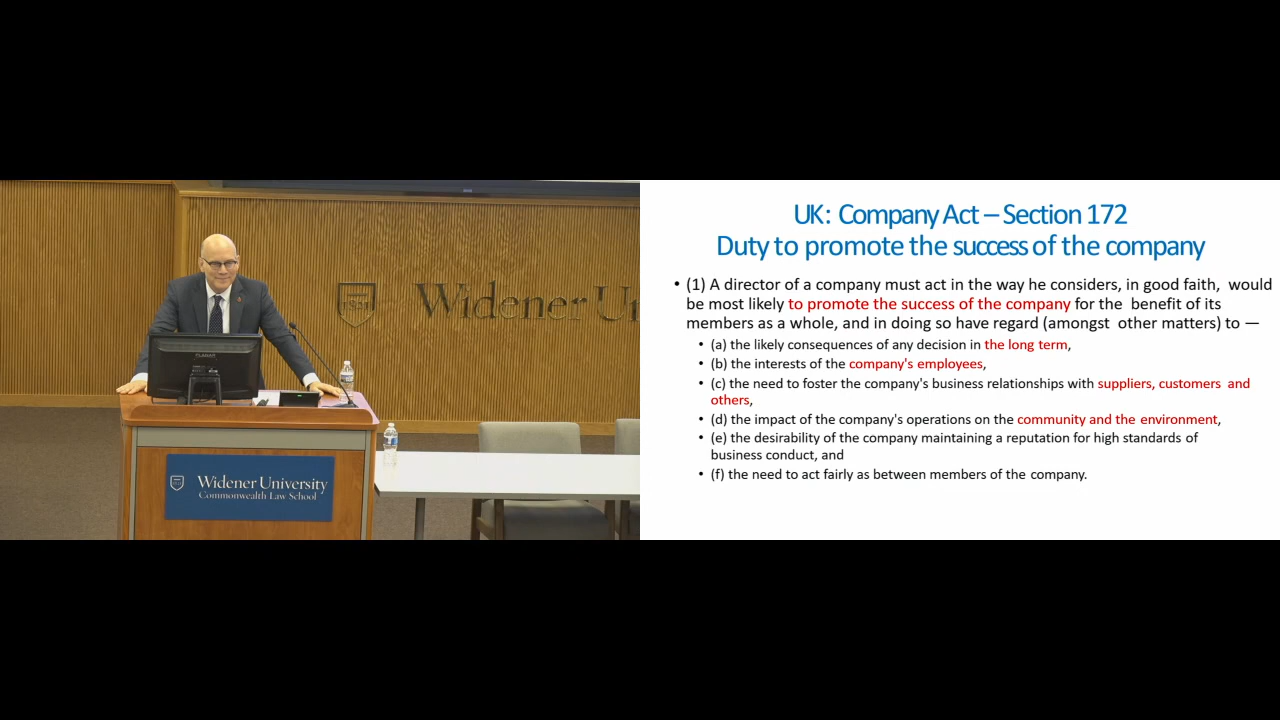 Widener Un
Widener University
Commonwealth Law School
UK: Company Act – Section 172
Duty to promote the success of the company
• (1) A director of a company must act in the way he considers, in good faith, would
be most likely to promote the success of the company for the benefit of its
members as a whole, and in doing so have regard (amongst other matters) to —
• (a) the likely consequences of any decision in the long term,
• (b) the interests of the company's employees,
• (c) the need to foster the company's business relationships with suppliers, customers and
others,
• (d) the impact of the company's operations on the community and the environment,
• (e) the desirability of the company maintaining a reputation for high standards of
business conduct, and
• (f) the need to act fairly as between members of the company.